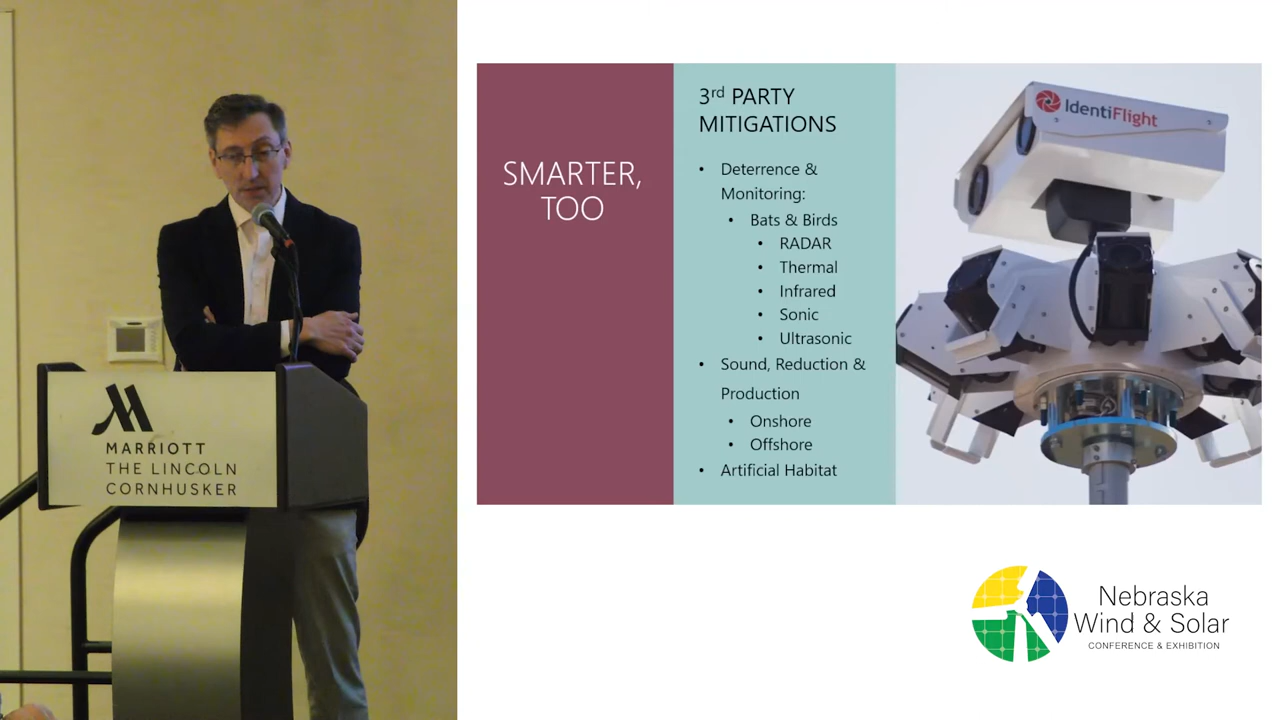 MARRIOTT
THE LINCOLN
CORNHUSKER
SMARTER,
TOO
3rd PARTY
MITIGATIONS
• Deterrence &
Monitoring:
• Bats & Birds
• RADAR
• Thermal
• Infrared
• Sonic
• Ultrasonic
• Sound, Reduction &
Production
• Onshore
• Offshore
• Artificial Habitat
IdentiFlight
Nebraska
Wind & Solar
CONFERENCE & EXHIBITION